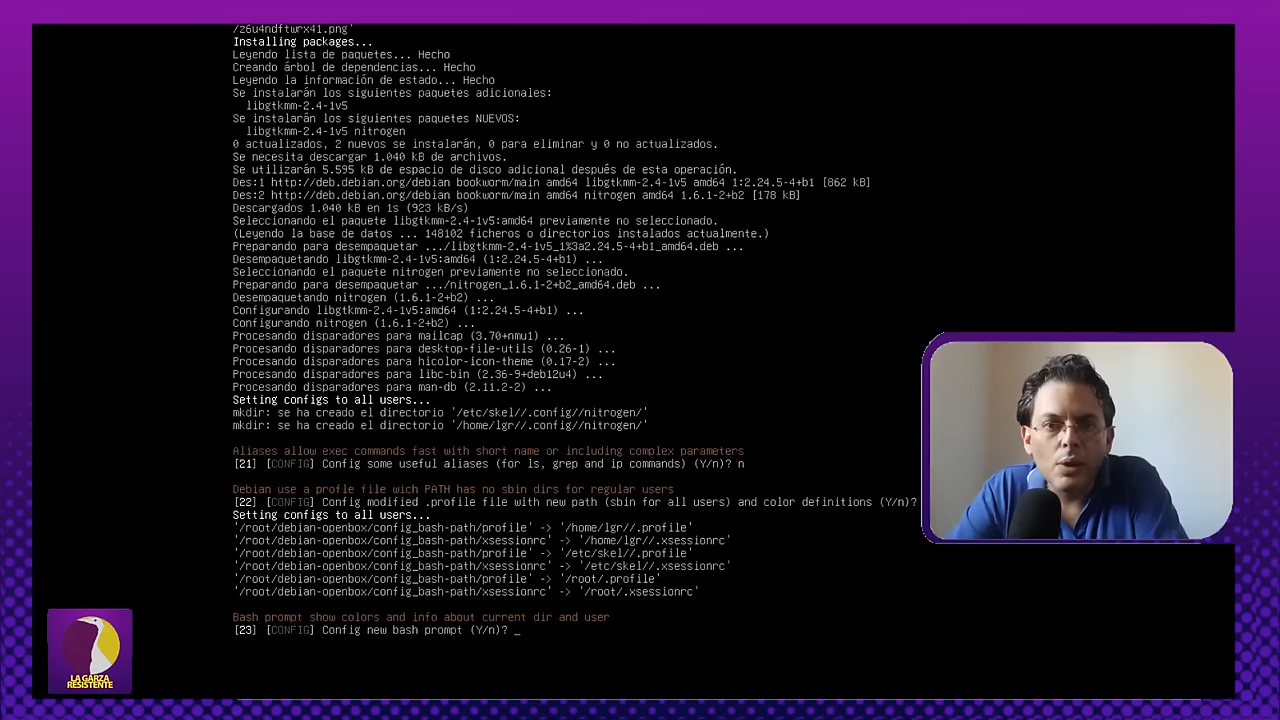 /z6u4ndftwrx41.png'
Installing packages...
Leyendo lista de paquetes... Hecho
Creando árbol de dependencias... Hecho
Leyendo la información de estado... Hecho
Se instalarán los siguientes paquetes adicionales:
libgtkmm-2.4-1v5
Se instalarán los siguientes paquetes NUEVOS:
libgtkmm-2.4-1v5 nitrogen
0 actualizados, 2 nuevos se instalarán, 0 para eliminar y 0 no actualizados.
Se necesita descargar 1.040 kB de archivos.
Se utilizarán 5.595 kB de espacio de disco adicional después de esta operación.
Des:1 http://deb.debian.org/debian bookworm/main amd64 libgtkmm-2.4-1v5 amd64 1:2.24.5-4+b1 [862 kB]
Des:2 http://deb.debian.org/debian bookworm/main amd64 nitrogen amd64 1.6.1-2+b2 [178 kB]
Descargados 1.040 kB en 1s (923 kB/s)
Seleccionando el paquete libgtkmm-2.4-1v5:amd64 previamente no seleccionado.
(Leyendo la base de datos ... 148102 ficheros o directorios instalados actualmente.)
Preparando para desempaquetar .../libgtkmm-2.4-1v5_1%3a2.24.5-4+b1_amd64.deb ...
Desempaquetando libgtkmm-2.4-1v5:amd64 (1:2.24.5-4+b1) ...
Seleccionando el paquete nitrogen previamente no seleccionado.
Preparando para desempaquetar .../nitrogen_1.6.1-2+b2_amd64.deb ...
Desempaquetando nitrogen (1.6.1-2+b2) ...
Configurando libgtkmm-2.4-1v5:amd64 (1:2.24.5-4+b1) ...
Configurando nitrogen (1.6.1-2+b2) ...
Procesando disparadores para mailcap (3.70+nmu1) ...
Procesando disparadores para desktop-file-utils (0.26-1) ...
Procesando disparadores para hicolor-icon-theme (0.17-2) ...
Procesando disparadores para libc-bin (2.36-9+deb12u4) ...
Procesando disparadores para man-db (2.11.2-2) ...
Setting configs to all users...
mkdir: se ha creado el directorio '/etc/skel//.config//nitrogen/'
mkdir: se ha creado el directorio '/home/lgr//.config//nitrogen/'
Aliases allow exec commands fast with short name or including complex parameters
[21] [CONFIG] Config some useful aliases (for ls, grep and ip commands) (Y/n)? n
Debian use a profle file wich PATH has no sbin dirs for regular users
[22] [CONFIG] Config modified .profile file with new path (sbin for all users) and color definitions (Y/n)?
Setting configs to all users...
'/root/debian-openbox/config_bash-path/profile' -> '/home/lgr//.profile'
'/root/debian-openbox/config_bash-path/xsessionrc' -> '/home/lgr//.xsessionrc'
'/root/debian-openbox/config_bash-path/profile' -> '/etc/skel//.profile'
'/root/debian-openbox/config_bash-path/xsessionrc' -> '/etc/skel//.xsessionrc'
'/root/debian-openbox/config_bash-path/profile' -> '/root/.profile'
'/root/debian-openbox/config_bash-path/xsessionrc' -> '/root/.xsessionrc'
Bash prompt show colors and info about current dir and user
[23] [CONFIG] Config new bash prompt (Y/n)? _
LA GARZA
RESISTENTE